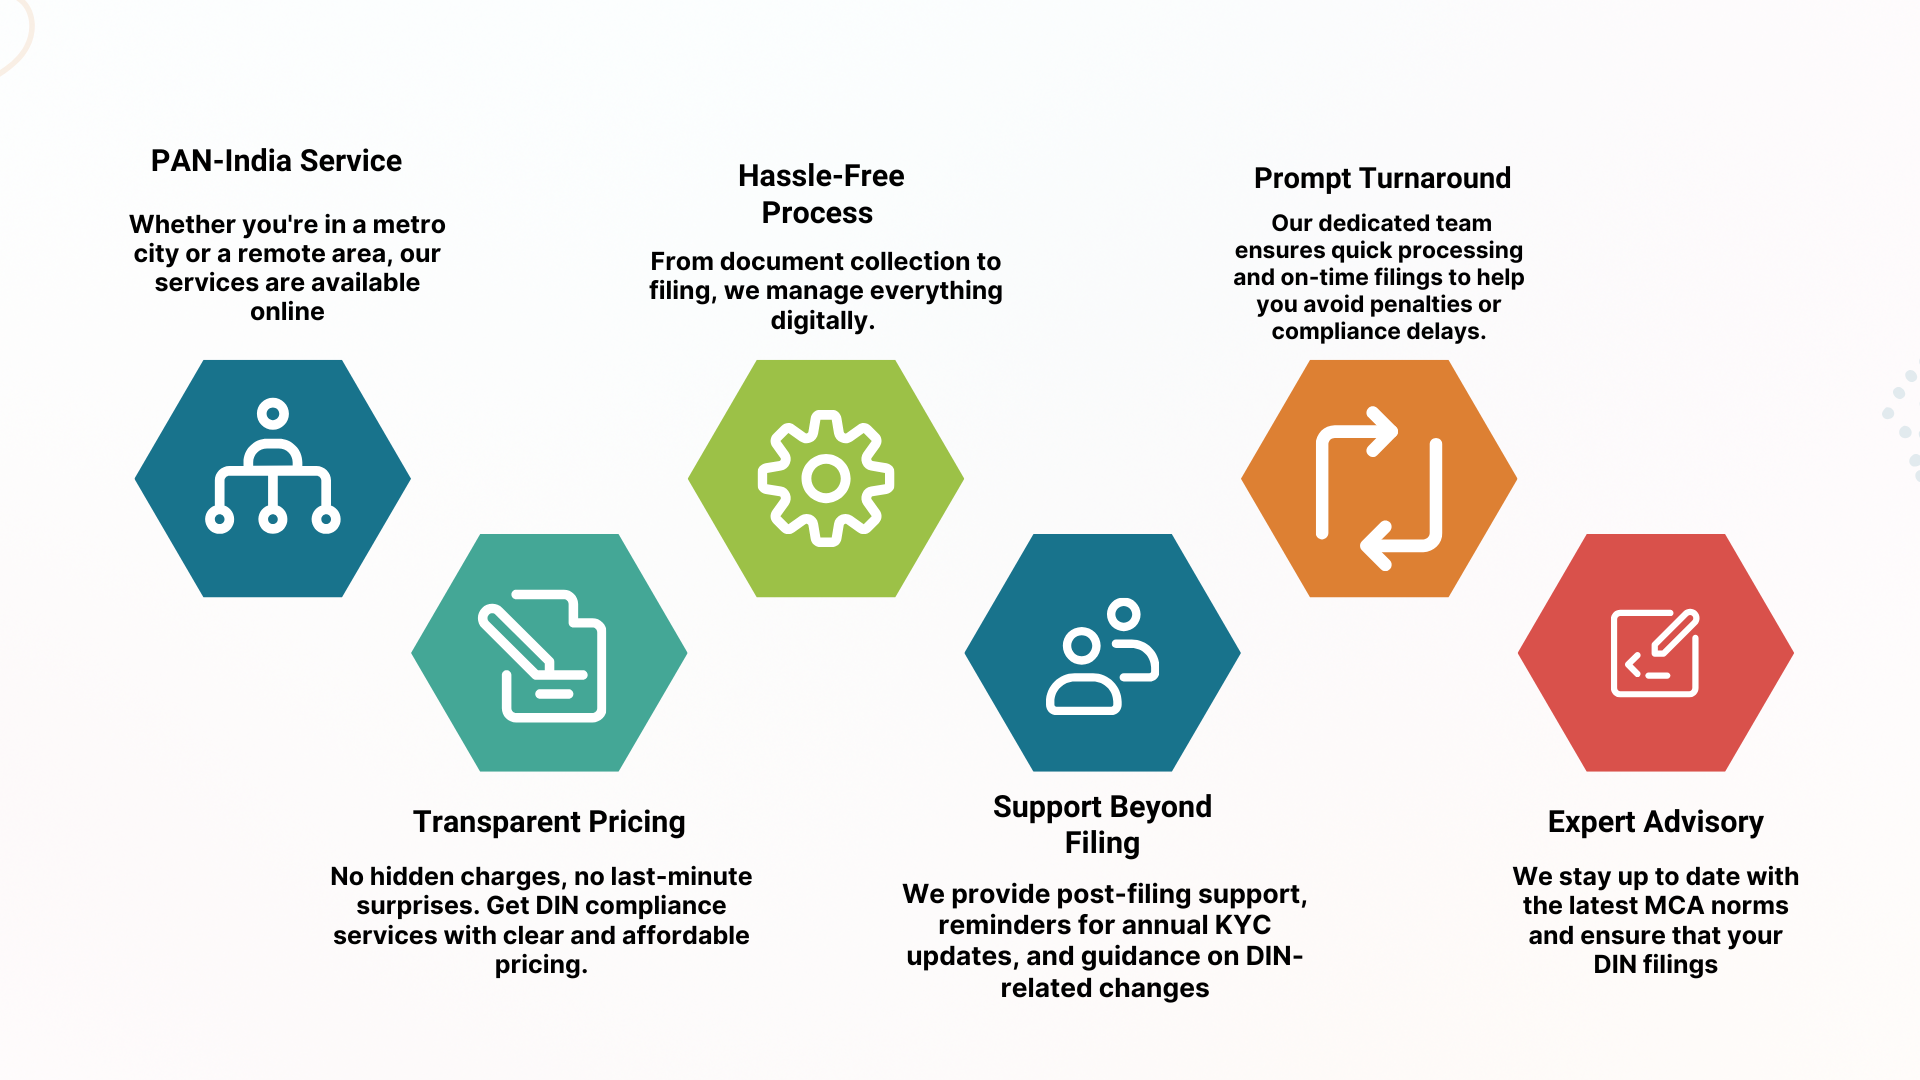 PAN-India Service
Whether you're in a metro
city or a remote area, our
services are available
online
Hassle-Free
Process
From document collection to
filing, we manage everything
digitally.
Prompt Turnaround
Our dedicated team
ensures quick processing
and on-time filings to help
you avoid penalties or
compliance delays.
Transparent Pricing
No hidden charges, no last-minute
surprises. Get DIN compliance
services with clear and affordable
pricing.
Support Beyond
Filing
We provide post-filing support,
reminders for annual KYC
updates, and guidance on DIN-
related changes
Expert Advisory
We stay up to date with
the latest MCA norms
and ensure that your
DIN filings